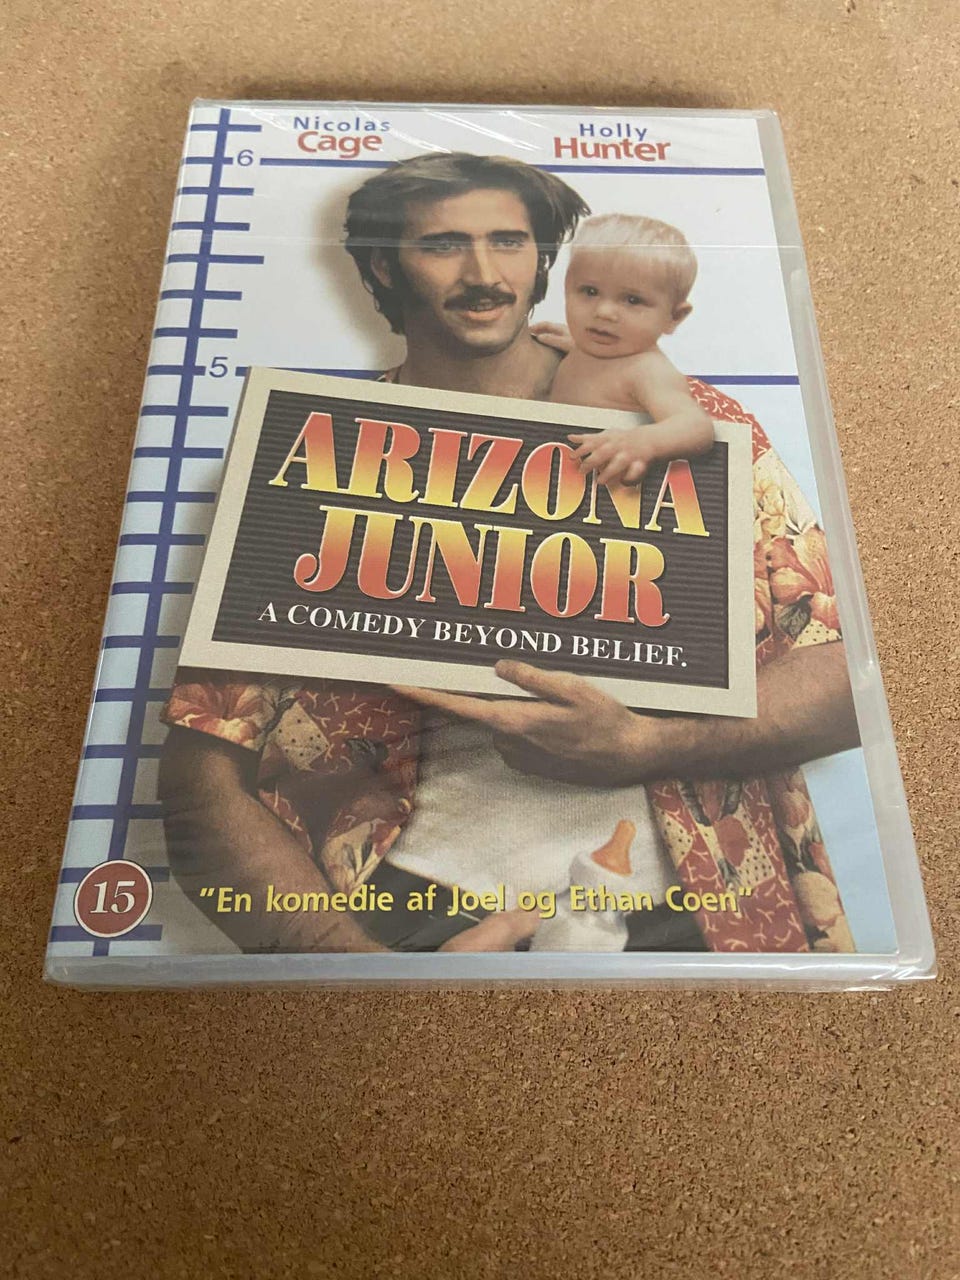 Nicolas
Cage
Holly
Hunter
6
5
ARIZONA
JUNIOR
A COMEDY BEYOND BELIEF.
15
"En komedie af Joel og Ethan Coen"